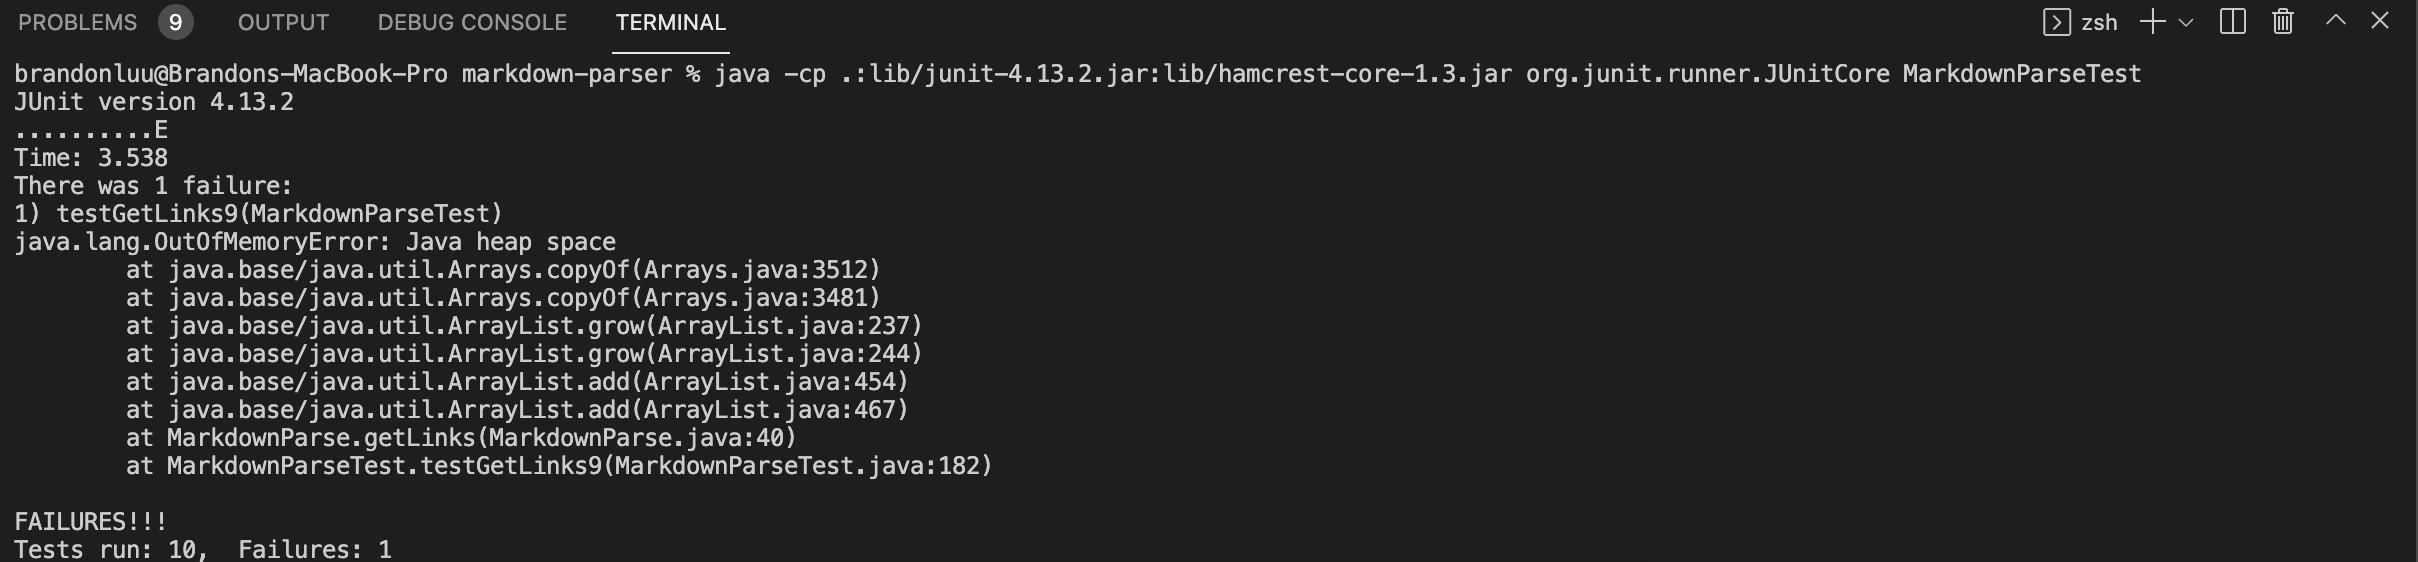 PROBLEMS 9 OUTPUT DEBUG CONSOLE TERMINAL zsh
brandonluu@Brandons-MacBook-Pro markdown-parser % java -cp .:lib/junit-4.13.2.jar:lib/hamcrest-core-1.3.jar org.junit.runner.JUnitCore MarkdownParseTest
JUnit version 4.13.2
..........E
Time: 3.538
There was 1 failure:
1) testGetLinks9(MarkdownParseTest)
java.lang.OutOfMemoryError: Java heap space
        at java.base/java.util.Arrays.copyOf(Arrays.java:3512)
        at java.base/java.util.Arrays.copyOf(Arrays.java:3481)
        at java.base/java.util.ArrayList.grow(ArrayList.java:237)
        at java.base/java.util.ArrayList.grow(ArrayList.java:244)
        at java.base/java.util.ArrayList.add(ArrayList.java:454)
        at java.base/java.util.ArrayList.add(ArrayList.java:467)
        at MarkdownParse.getLinks(MarkdownParse.java:40)
        at MarkdownParseTest.testGetLinks9(MarkdownParseTest.java:182)
FAILURES!!!
Tests run: 10,  Failures: 1